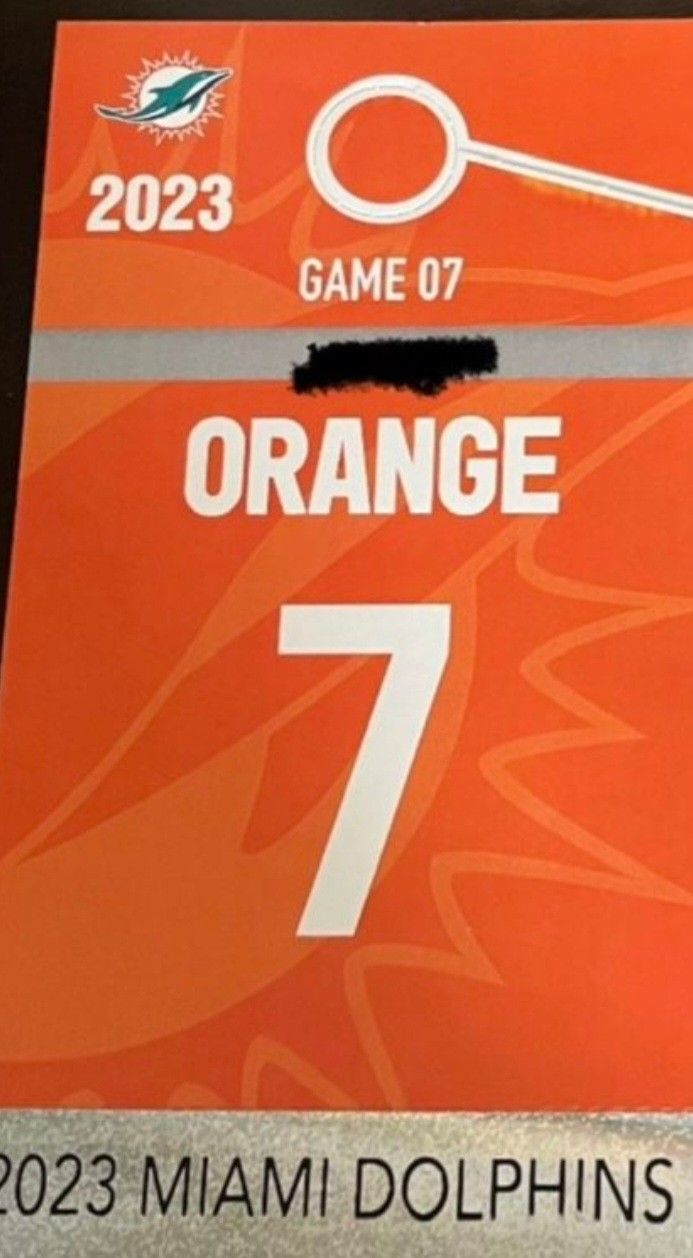 2023
GAME 07
ORANGE
7
2023 MIAMI DOLPHINS